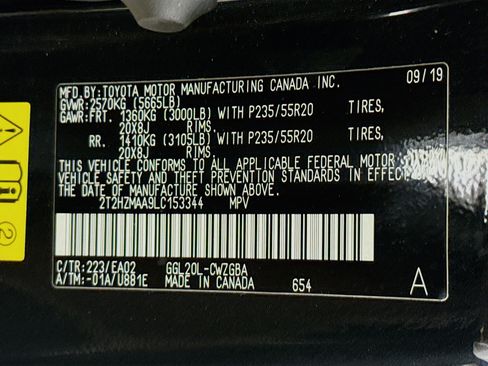 MFD.BY:TOYOTA MOTOR MANUFACTURING CANADA INC. 09/19
GVWR:2570KG (5665LB)
GAWR:FRT. 1360KG (3000LB) WITH P235/55R20 TIRES,
20X8J RIMS.
RR. 1410KG (3105LB) WITH P235/55R20 TIRES,
20X8J RIMS.
THIS VEHICLE CONFORMS TO ALL APPLICABLE FEDERAL MOTOR
VEHICLE SAFETY AND THEFT PREVENTION STANDARDS IN EFFECT
THE DATE OF MANUFACTURE SHOWN ABOVE.
2T2HZMAA9LC153344 MPV
C/TR:223/EA02 GGL20L-CWZGBA
A/TM:-01A/U881E MADE IN CANADA 654 A
2